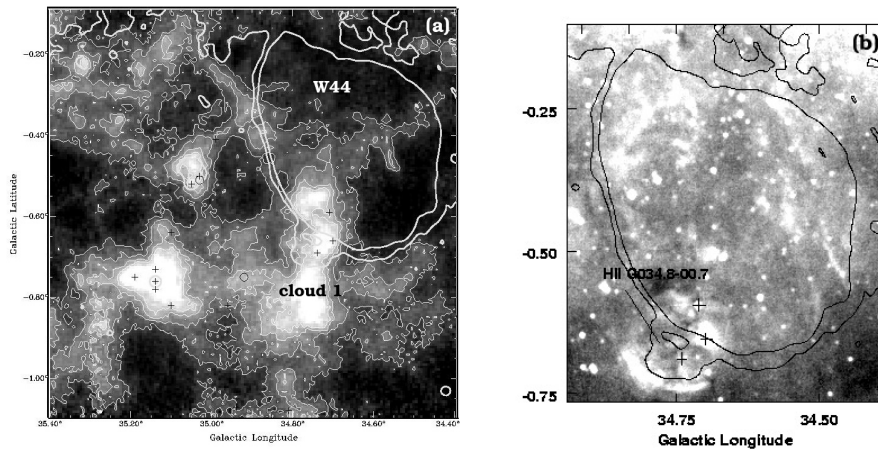 (a)
-0.20°
W44
-0.40°
Galactic Latitude
-0.60°
-0.80°
cloud 1
-1.00°
35.40 35.20 35.00 34.80 34.60 34.40
Galactic Longitude
(b)
-0.25
-0.50
HII G034.8-00.7
-0.75
34.75 34.50
Galactic Longitude